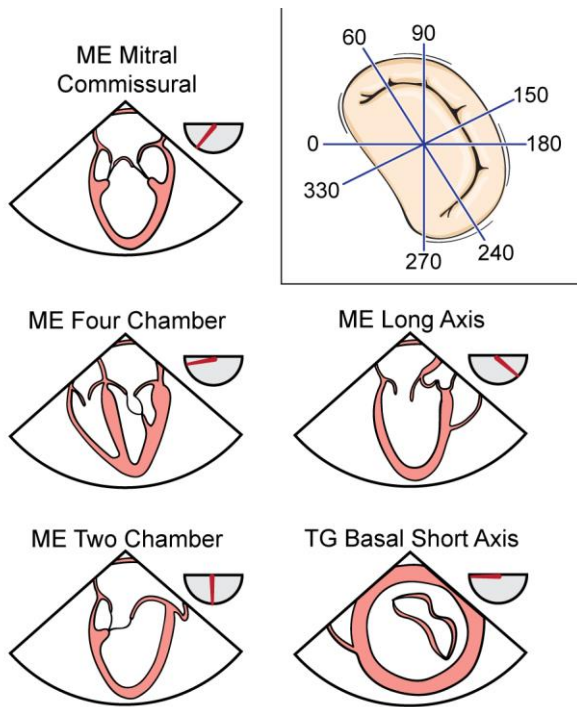 ME Mitral
Commissural
60
90
150
0
180
330
240
270
ME Four Chamber
ME Long Axis
ME Two Chamber
TG Basal Short Axis